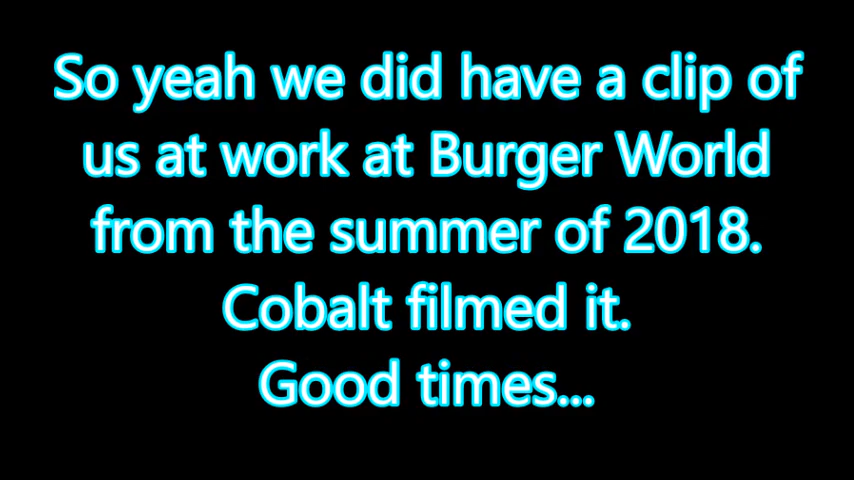 So yeah we did have a clip of
us at work at Burger World
from the summer of 2018.
Cobalt filmed it.
Good times...